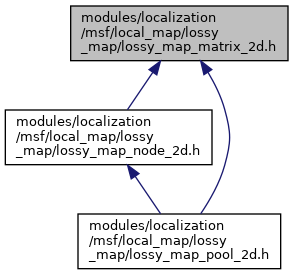 modules/localization
/msf/local_map/lossy
_map/lossy_map_matrix_2d.h
modules/localization
/msf/local_map/lossy
_map/lossy_map_node_2d.h
modules/localization
/msf/local_map/lossy
_map/lossy_map_pool_2d.h